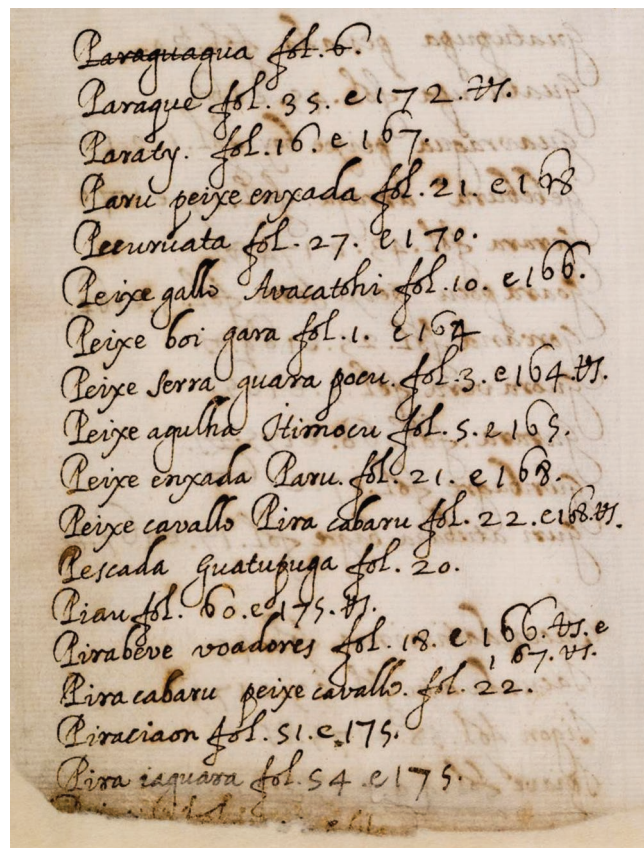 Paraguagua fol. 6.
Paraque fol. 35. e 172. vs.
Paraty. fol. 16. e 167.
Paru peixe enxada fol. 21. e 168
fol. 27. e 170.
Peixe gallo Avacatohi fol. 10. e 166.
Peixe boi gara fol. 1. e 164
Peixe serra guara pocu. fol. 3. e 164. vs.
Peixe agulha Itimocu fol. 5. e 165.
Peixe enxada Paru. fol. 21. e 168.
Peixe cavallo Pira cabaru fol. 22. e 168. vs.
Pescada Guatupuga fol. 20.
Piau fol. 60. e 175. vs.
Pirabeve voadores fol. 18. e 166. vs. e
167. vs.
Pira cabaru peixe cavallo. fol. 22.
Piraciaon fol. 51. e 175.
Pira iaquara fol. 54. e 175.